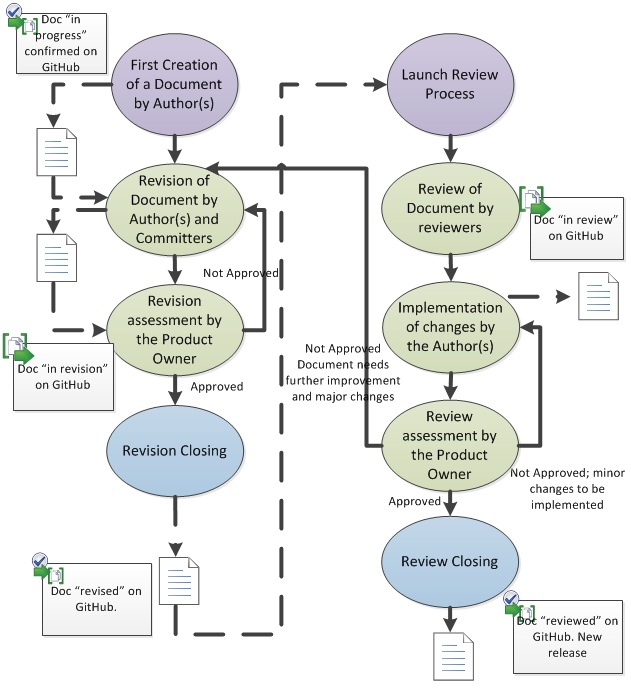 Doc “in
progress”
confirmed on
GitHub
First Creation
of a Document
by Author(s)
Revision of
Document by
Author(s) and
Committers
Not Approved
Revision
assessment by
the Product
Owner
Doc “in revision”
on GitHub
Approved
Revision Closing
Doc “revised” on
GitHub.
Launch Review
Process
Review of
Document by
reviewers
Doc “in review”
on GitHub
Implementation
of changes by
the Author(s)
Not Approved
Document needs
further improvement
and major changes
Review
assessment by
the Product
Owner
Not Approved; minor
changes to be
implemented
Approved
Review Closing
Doc “reviewed” on
GitHub. New
release